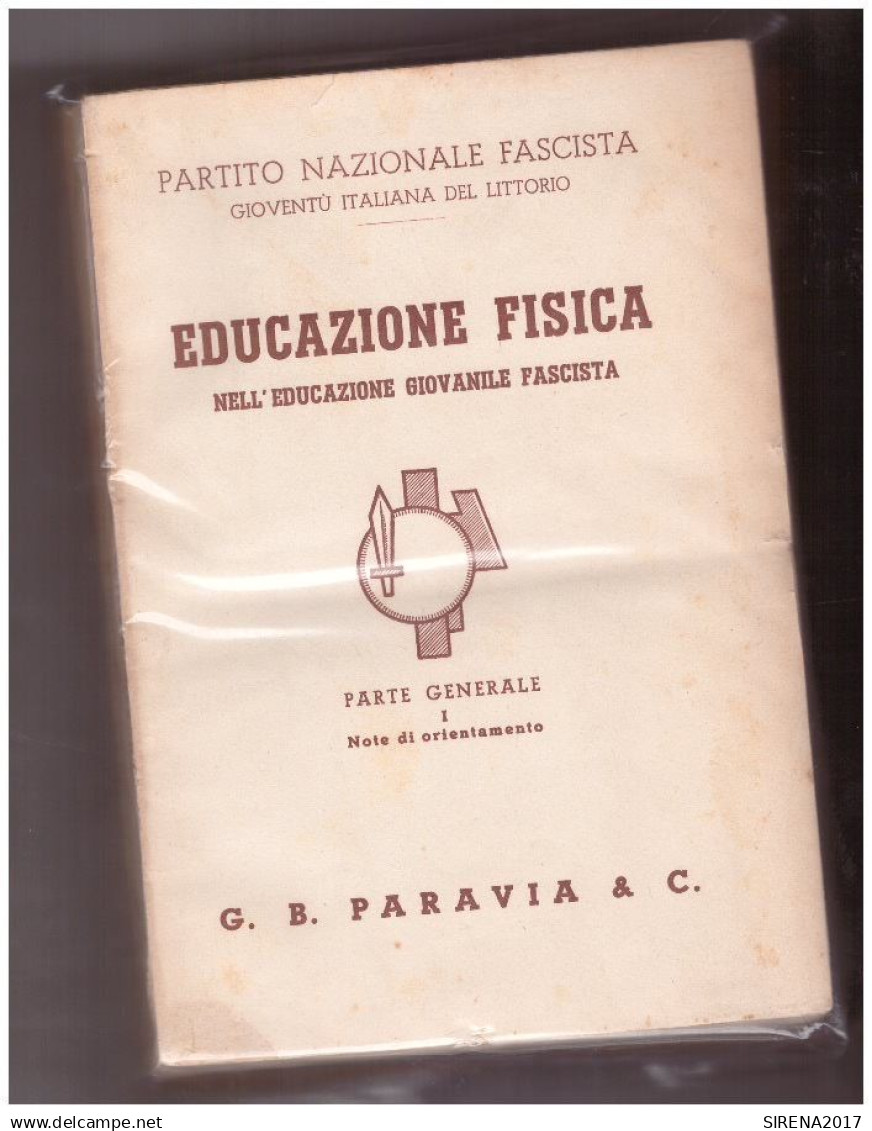 PARTITO NAZIONALE FASCISTA
GIOVENTÙ ITALIANA DEL LITTORIO
EDUCAZIONE FISICA
NELL'EDUCAZIONE GIOVANILE FASCISTA
PARTE GENERALE
I
Note di orientamento
G. B. PARAVIA & C.
delcampe.net
SIRENA2017